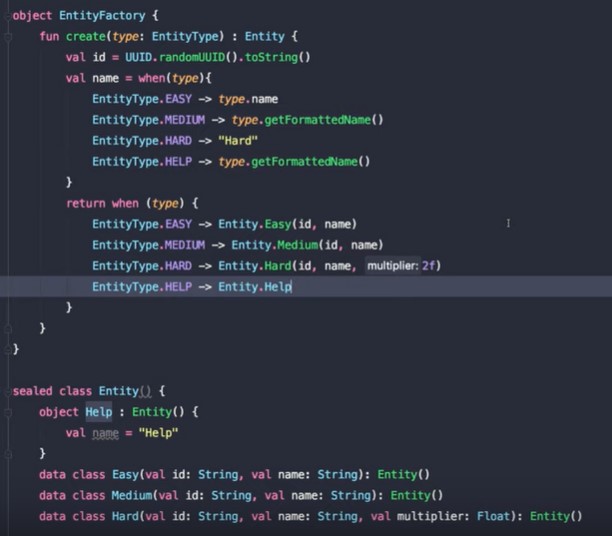 object EntityFactory {
    fun create(type: EntityType) : Entity {
        val id = UUID.randomUUID().toString()
        val name = when(type){
            EntityType.EASY -> type.name
            EntityType.MEDIUM -> type.getFormattedName()
            EntityType.HARD -> "Hard"
            EntityType.HELP -> type.getFormattedName()
        }
        return when (type) {
            EntityType.EASY -> Entity.Easy(id, name)
            EntityType.MEDIUM -> Entity.Medium(id, name)
            EntityType.HARD -> Entity.Hard(id, name, multiplier: 2f)
            EntityType.HELP -> Entity.Help
        }
    }
}
sealed class Entity() {
    object Help : Entity() {
        val name = "Help"
    }
    data class Easy(val id: String, val name: String): Entity()
    data class Medium(val id: String, val name: String): Entity()
    data class Hard(val id: String, val name: String, val multiplier: Float): Entity()